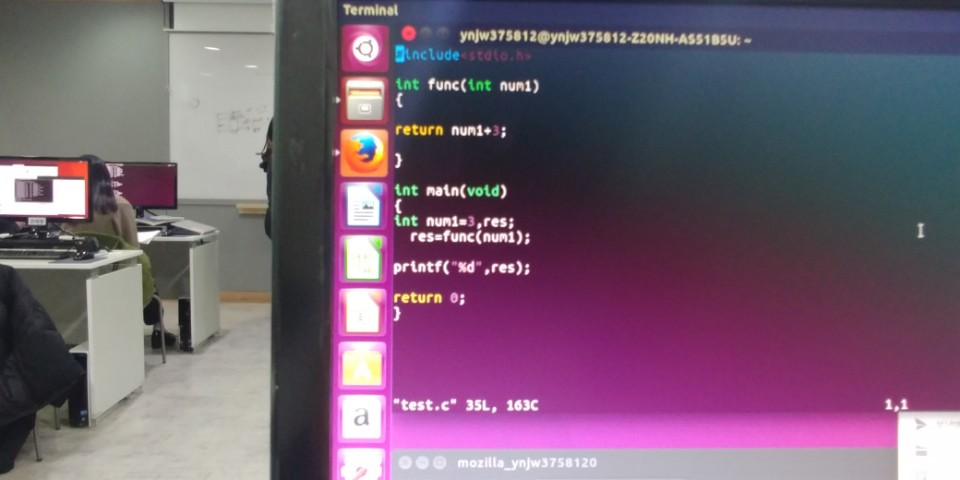 Terminal
ynjw375812@ynjw375812-Z20NH-AS51B5U: ~
#include<stdio.h>
int func(int num1)
{
return num1+3;
}
int main(void)
{
int num1=3,res;
res=func(num1);
printf("%d",res);
return 0;
}
"test.c" 35L, 163C
1,1
mozilla_ynjw3758120